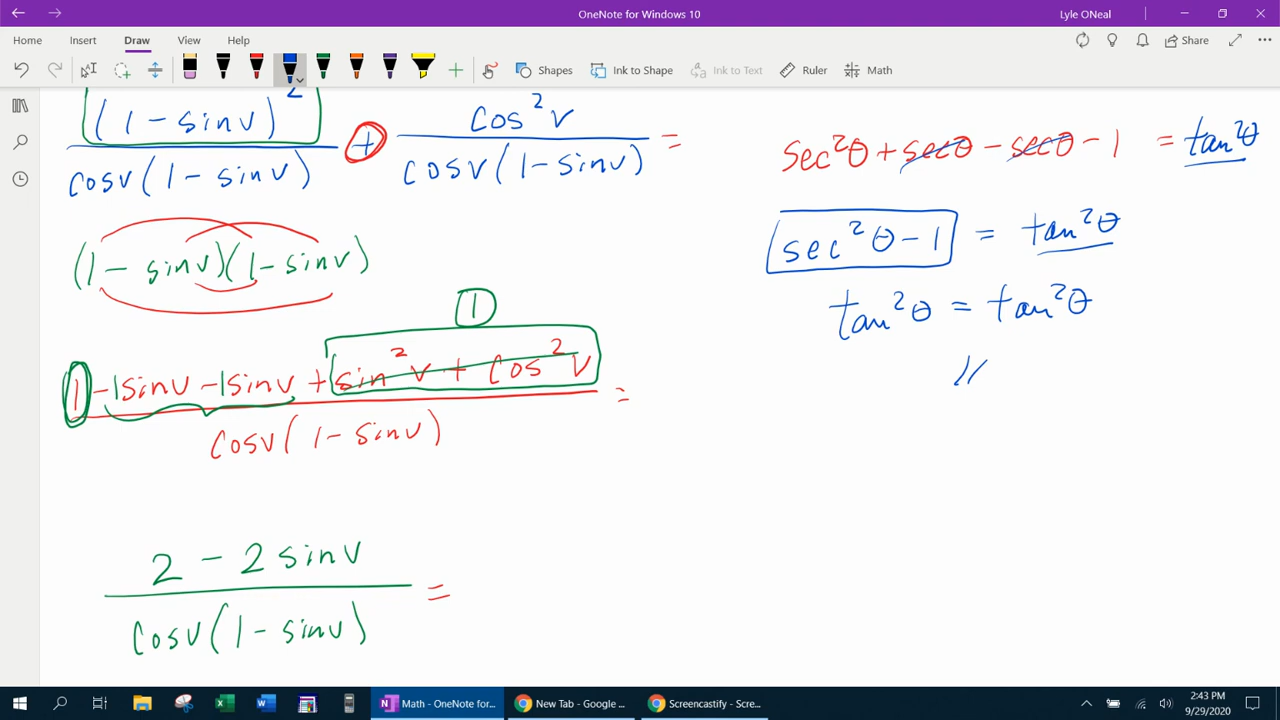 OneNote for Windows 10
Lyle ONeal
Home Insert Draw View Help
Share
Shapes Ink to Shape Ink to Text Ruler Math
(1 - sinv)² / cosv(1 - sinv) + cos²v / cosv(1 - sinv) =
(1 - sinv)(1 - sinv)
1
1 - 1sinv - 1sinv + sin²v + cos²v / cosv(1 - sinv) =
2 - 2 sinv / cosv(1 - sinv) =
sec²θ + secθ - secθ - 1 = tan²θ
sec²θ - 1 = tan²θ
tan²θ = tan²θ
//
Math - OneNote for... New Tab - Google ... Screencastify - Scre...
2:43 PM
9/29/2020